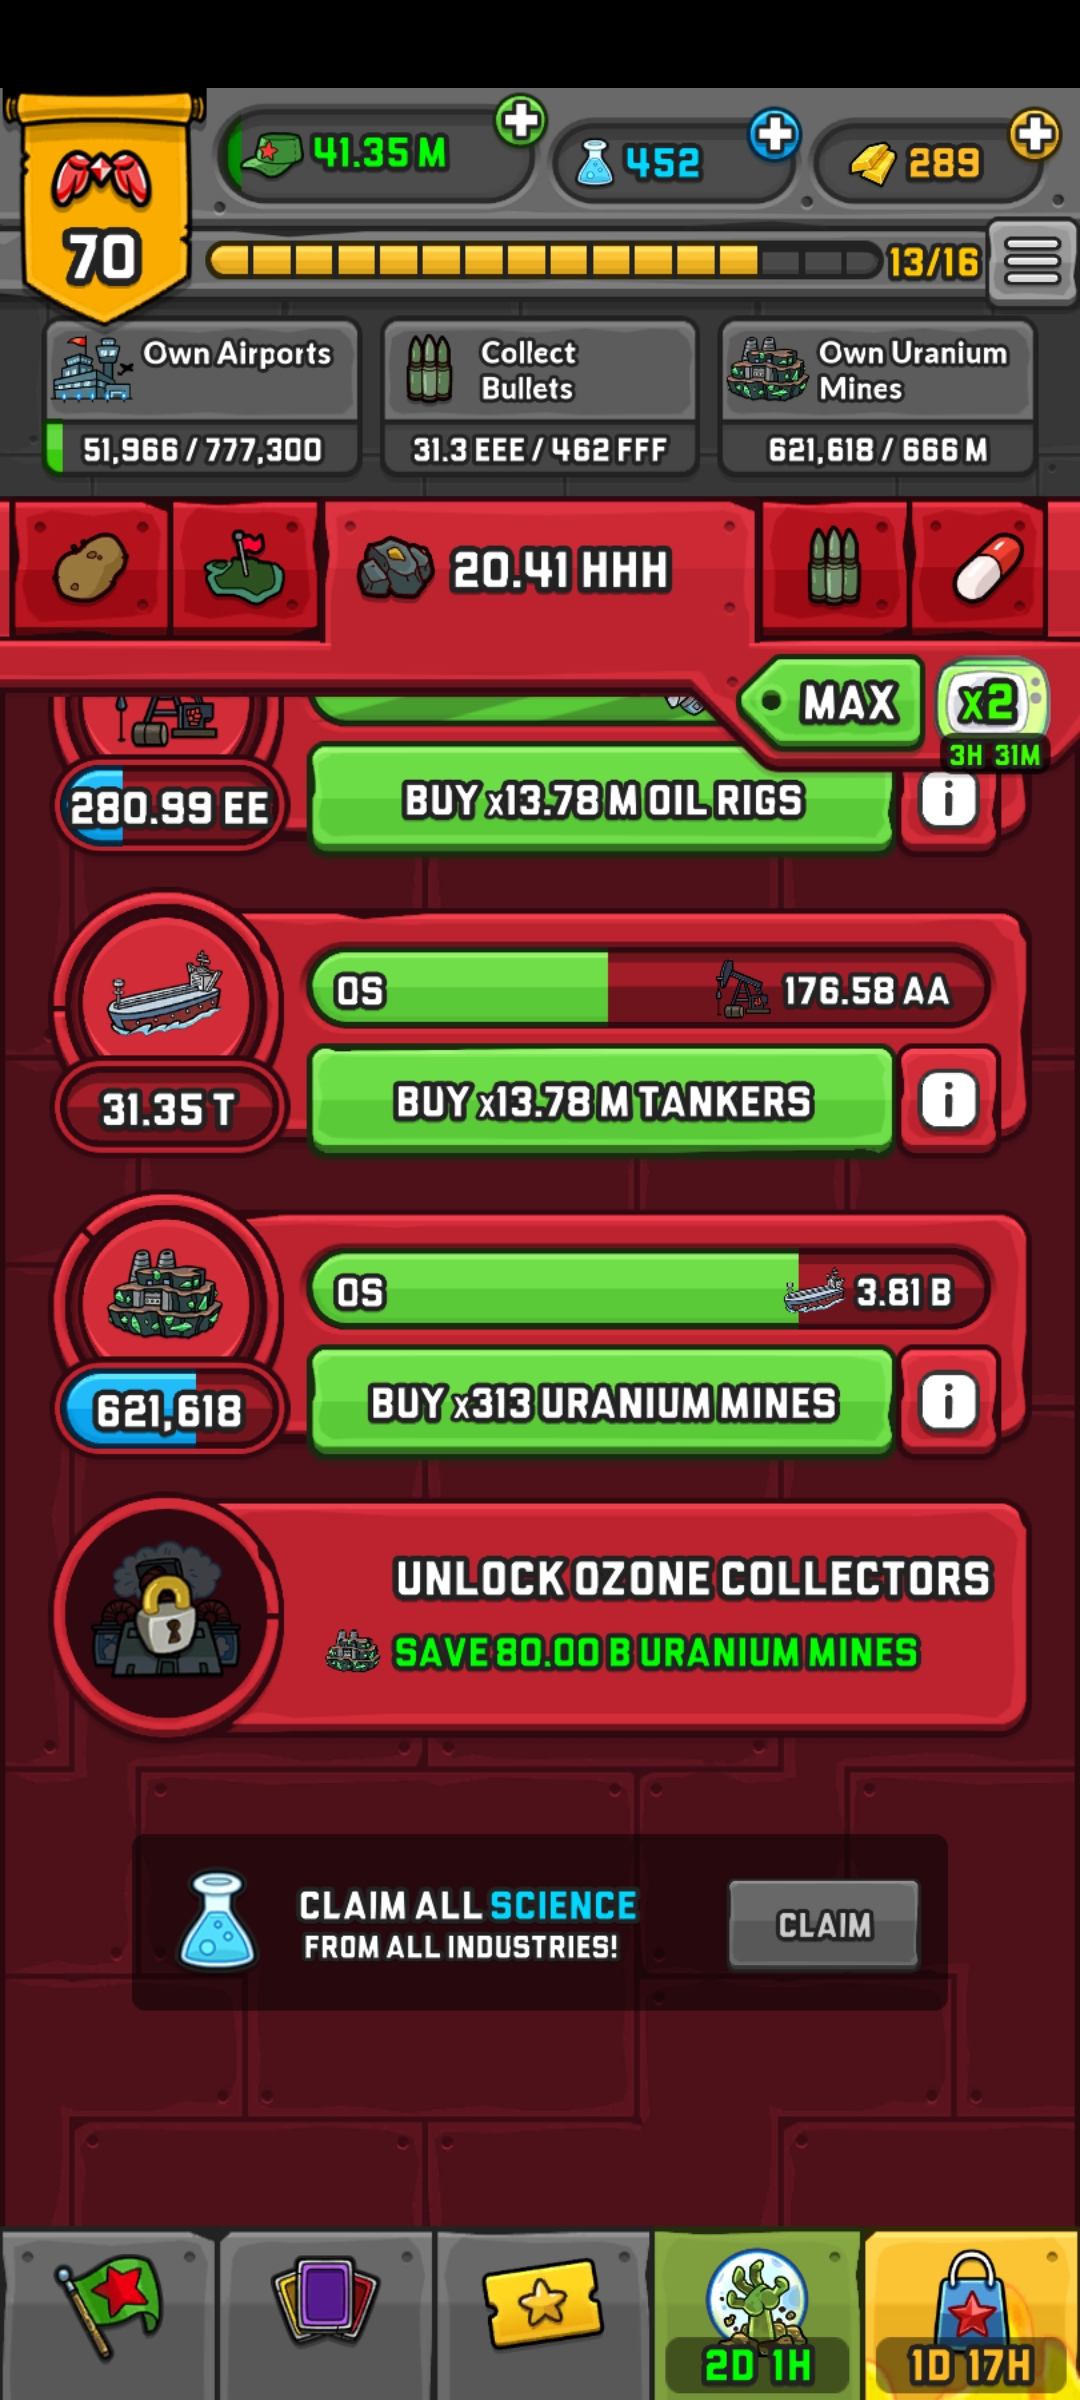 41.35 M
452
289
70
13/16
Own Airports
51,966 / 777,300
Collect
Bullets
31.3 EEE / 462 FFF
Own Uranium
Mines
621,618 / 666 M
20.41 HHH
MAX
x2
3H 31M
280.99 EE
BUY x13.78 M OIL RIGS
i
0S
176.58 AA
31.35 T
BUY x13.78 M TANKERS
i
0S
3.81 B
621,618
BUY x313 URANIUM MINES
i
UNLOCK OZONE COLLECTORS
SAVE 80.00 B URANIUM MINES
CLAIM ALL SCIENCE
FROM ALL INDUSTRIES!
CLAIM
2D 1H
1D 17H